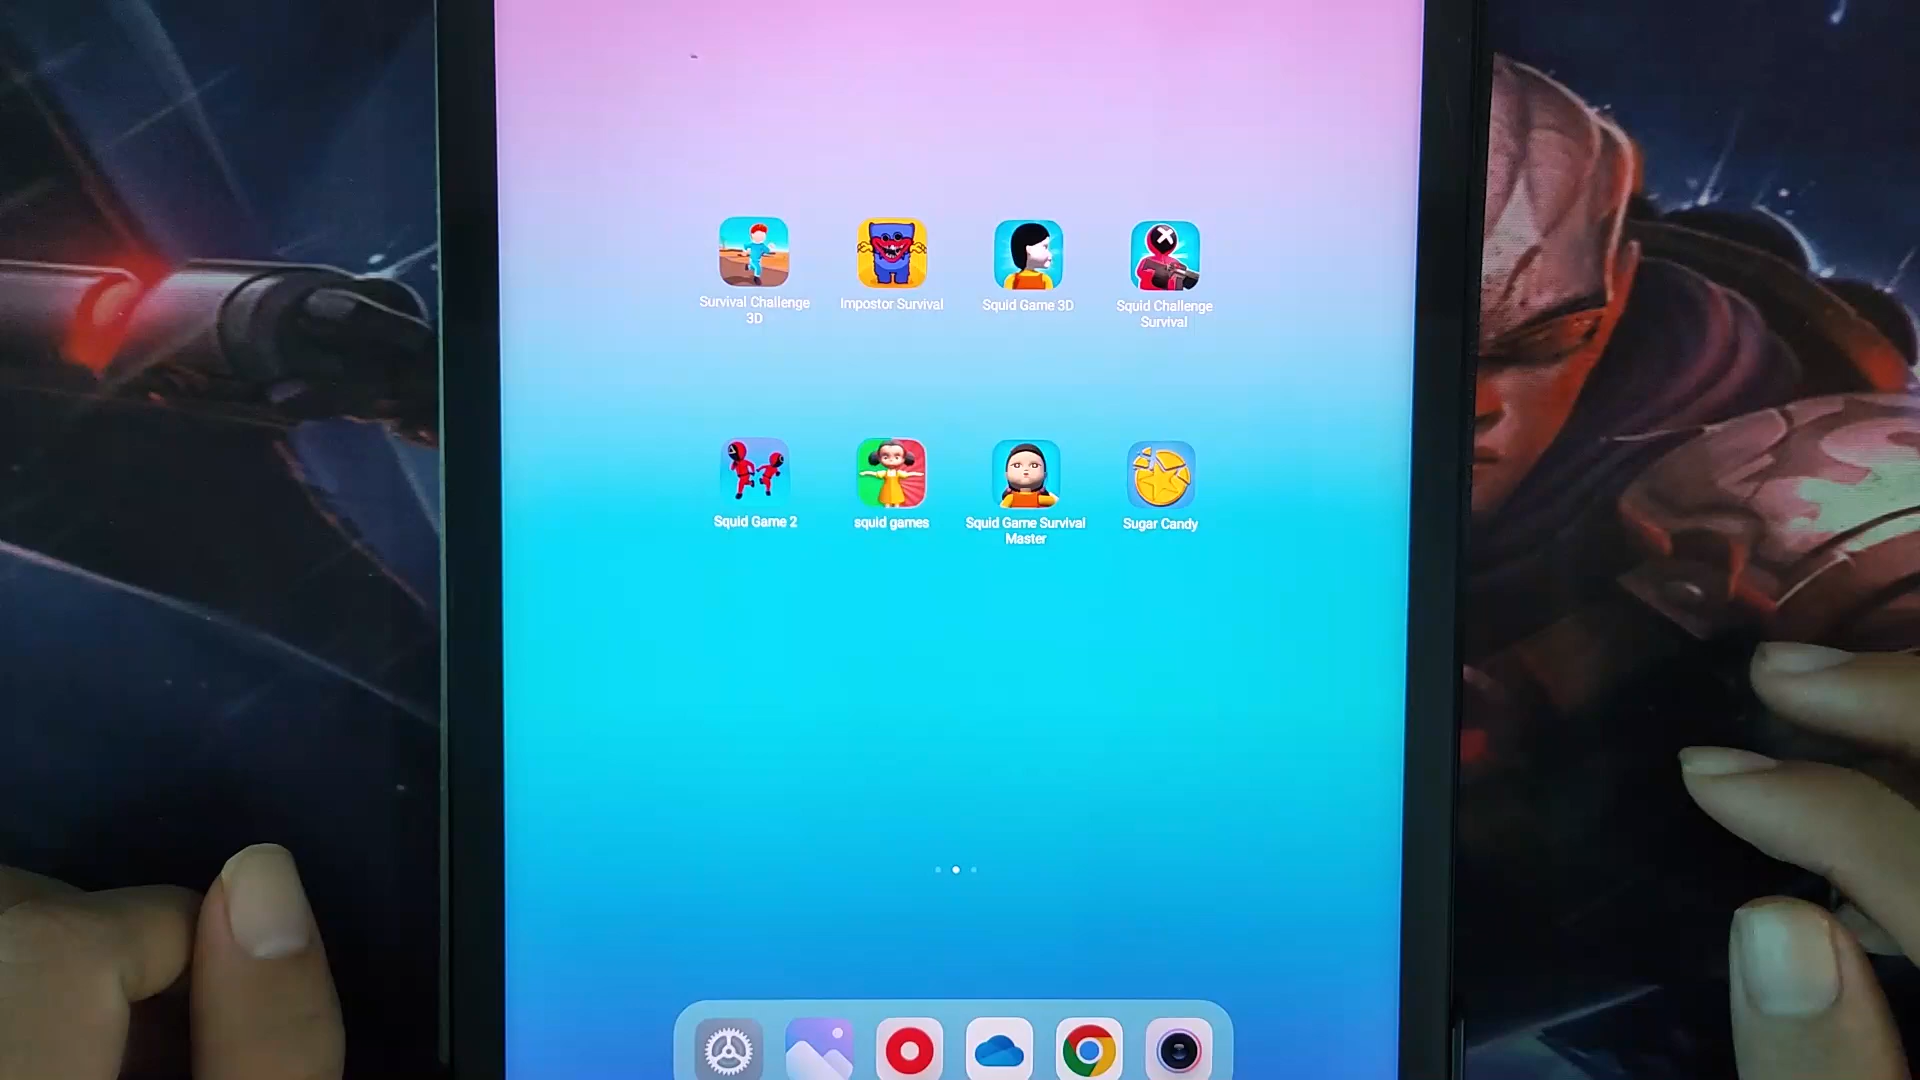 Survival Challenge
3D
Impostor Survival
Squid Game 3D
Squid Challenge
Survival
Squid Game 2
squid games
Squid Game Survival
Master
Sugar Candy